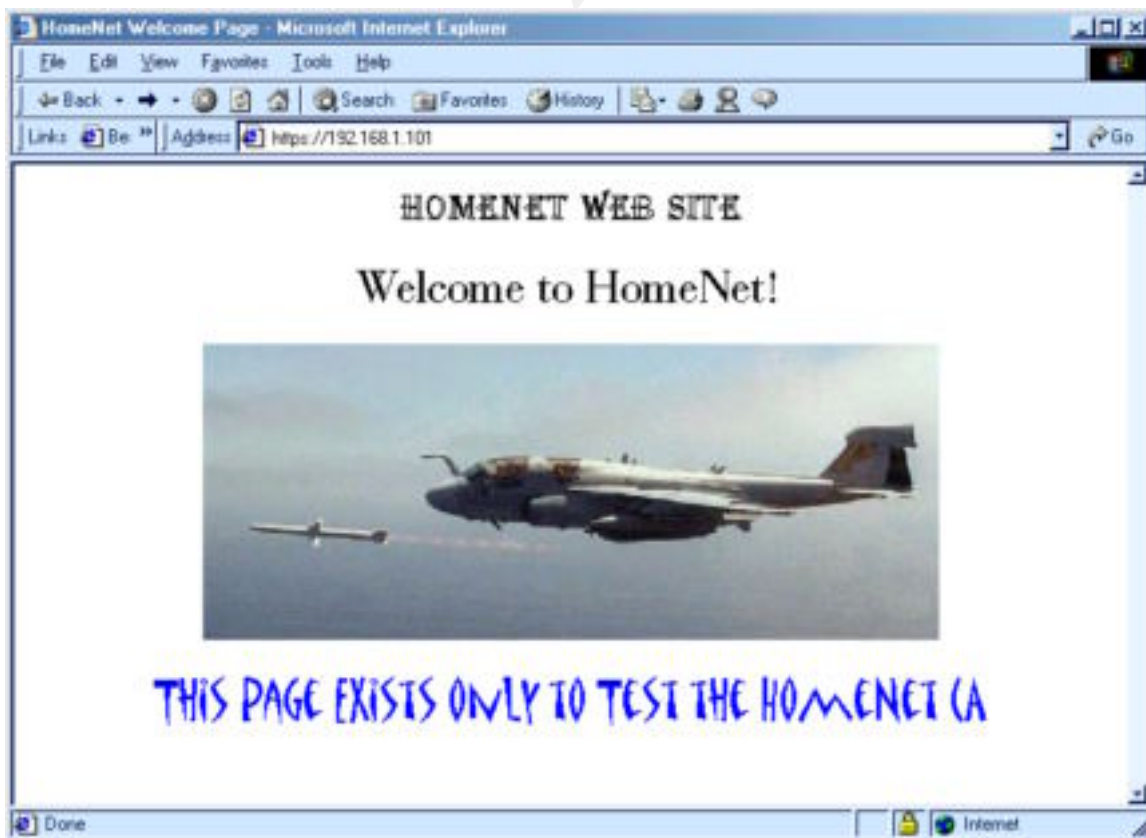 HomeNet Welcome Page - Microsoft Internet Explorer
File Edit View Favorites Tools Help
Back Search Favorites History
Links Be » Address https://192.168.1.101 Go
HOMENET WEB SITE
Welcome to HomeNet!
THIS PAGE EXISTS ONLY TO TEST THE HOMENET CA
Done Internet